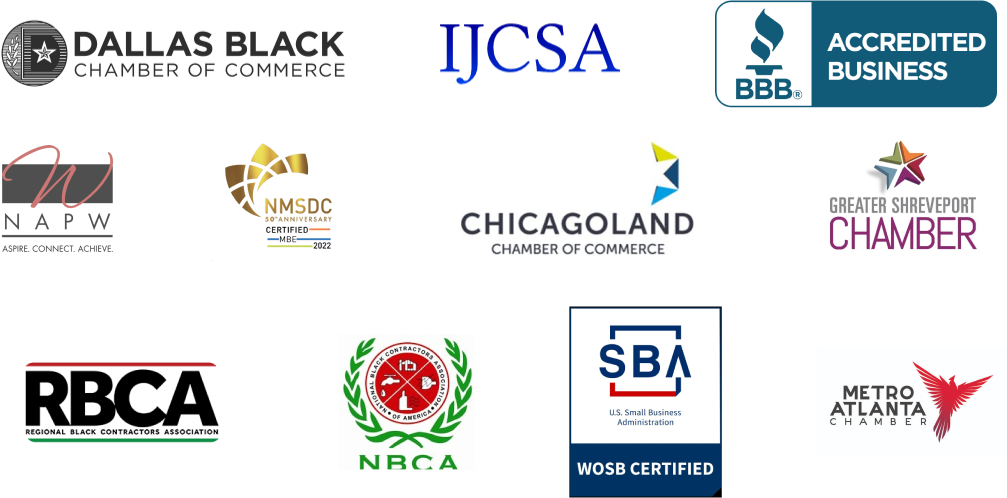 DALLAS BLACK
CHAMBER OF COMMERCE
IJCSA
BBB®
ACCREDITED
BUSINESS
W
NAPW
ASPIRE. CONNECT. ACHIEVE.
NMSDC
50TH ANNIVERSARY
CERTIFIED
MBE
2022
CHICAGOLAND
CHAMBER OF COMMERCE
GREATER SHREVEPORT
CHAMBER
RBCA
REGIONAL BLACK CONTRACTORS ASSOCIATION
NATIONAL BLACK CONTRACTORS ASSOCIATION
OF AMERICA
NBCA
SBA
U.S. Small Business
Administration
WOSB CERTIFIED
METRO
ATLANTA
CHAMBER